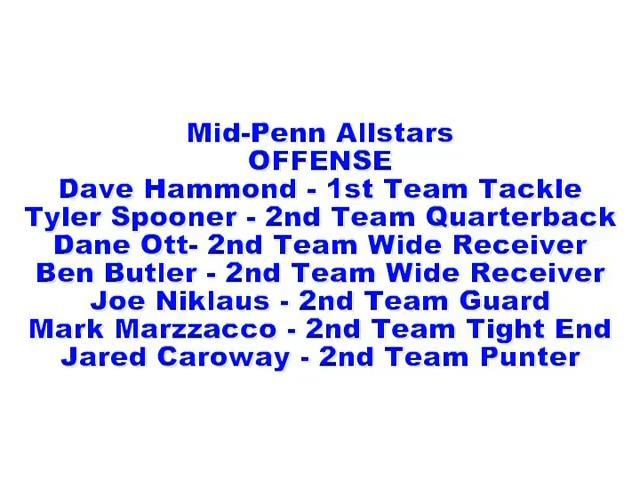 Mid-Penn Allstars
OFFENSE
Dave Hammond - 1st Team Tackle
Tyler Spooner - 2nd Team Quarterback
Dane Ott- 2nd Team Wide Receiver
Ben Butler - 2nd Team Wide Receiver
Joe Niklaus - 2nd Team Guard
Mark Marzzacco - 2nd Team Tight End
Jared Caroway - 2nd Team Punter